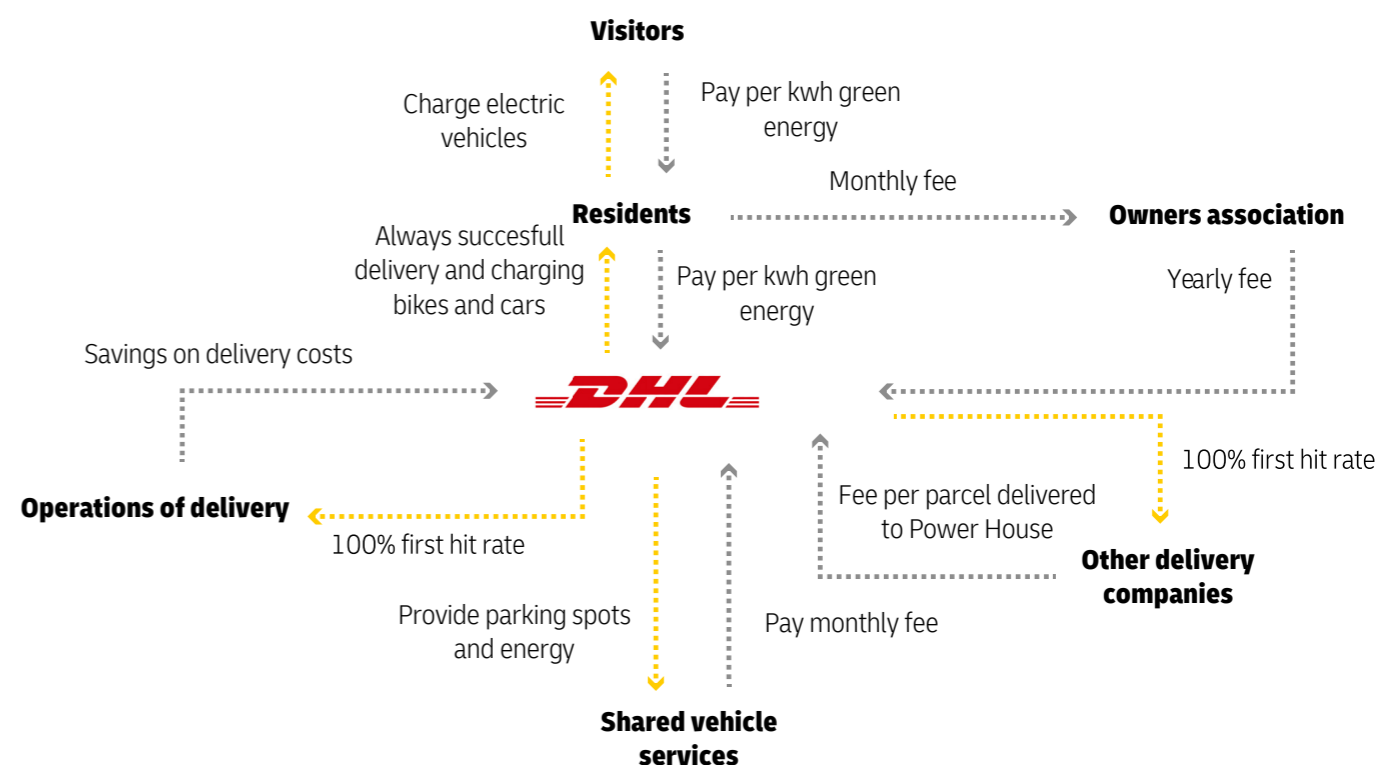 Visitors
Charge electric
vehicles
Pay per kwh green
energy
Monthly fee
Residents
Owners association
Always succesfull
delivery and charging
bikes and cars
Pay per kwh green
energy
Yearly fee
Savings on delivery costs
DHL
100% first hit rate
Operations of delivery
Fee per parcel delivered
to Power House
100% first hit rate
Other delivery
companies
Provide parking spots
and energy
Pay monthly fee
Shared vehicle
services